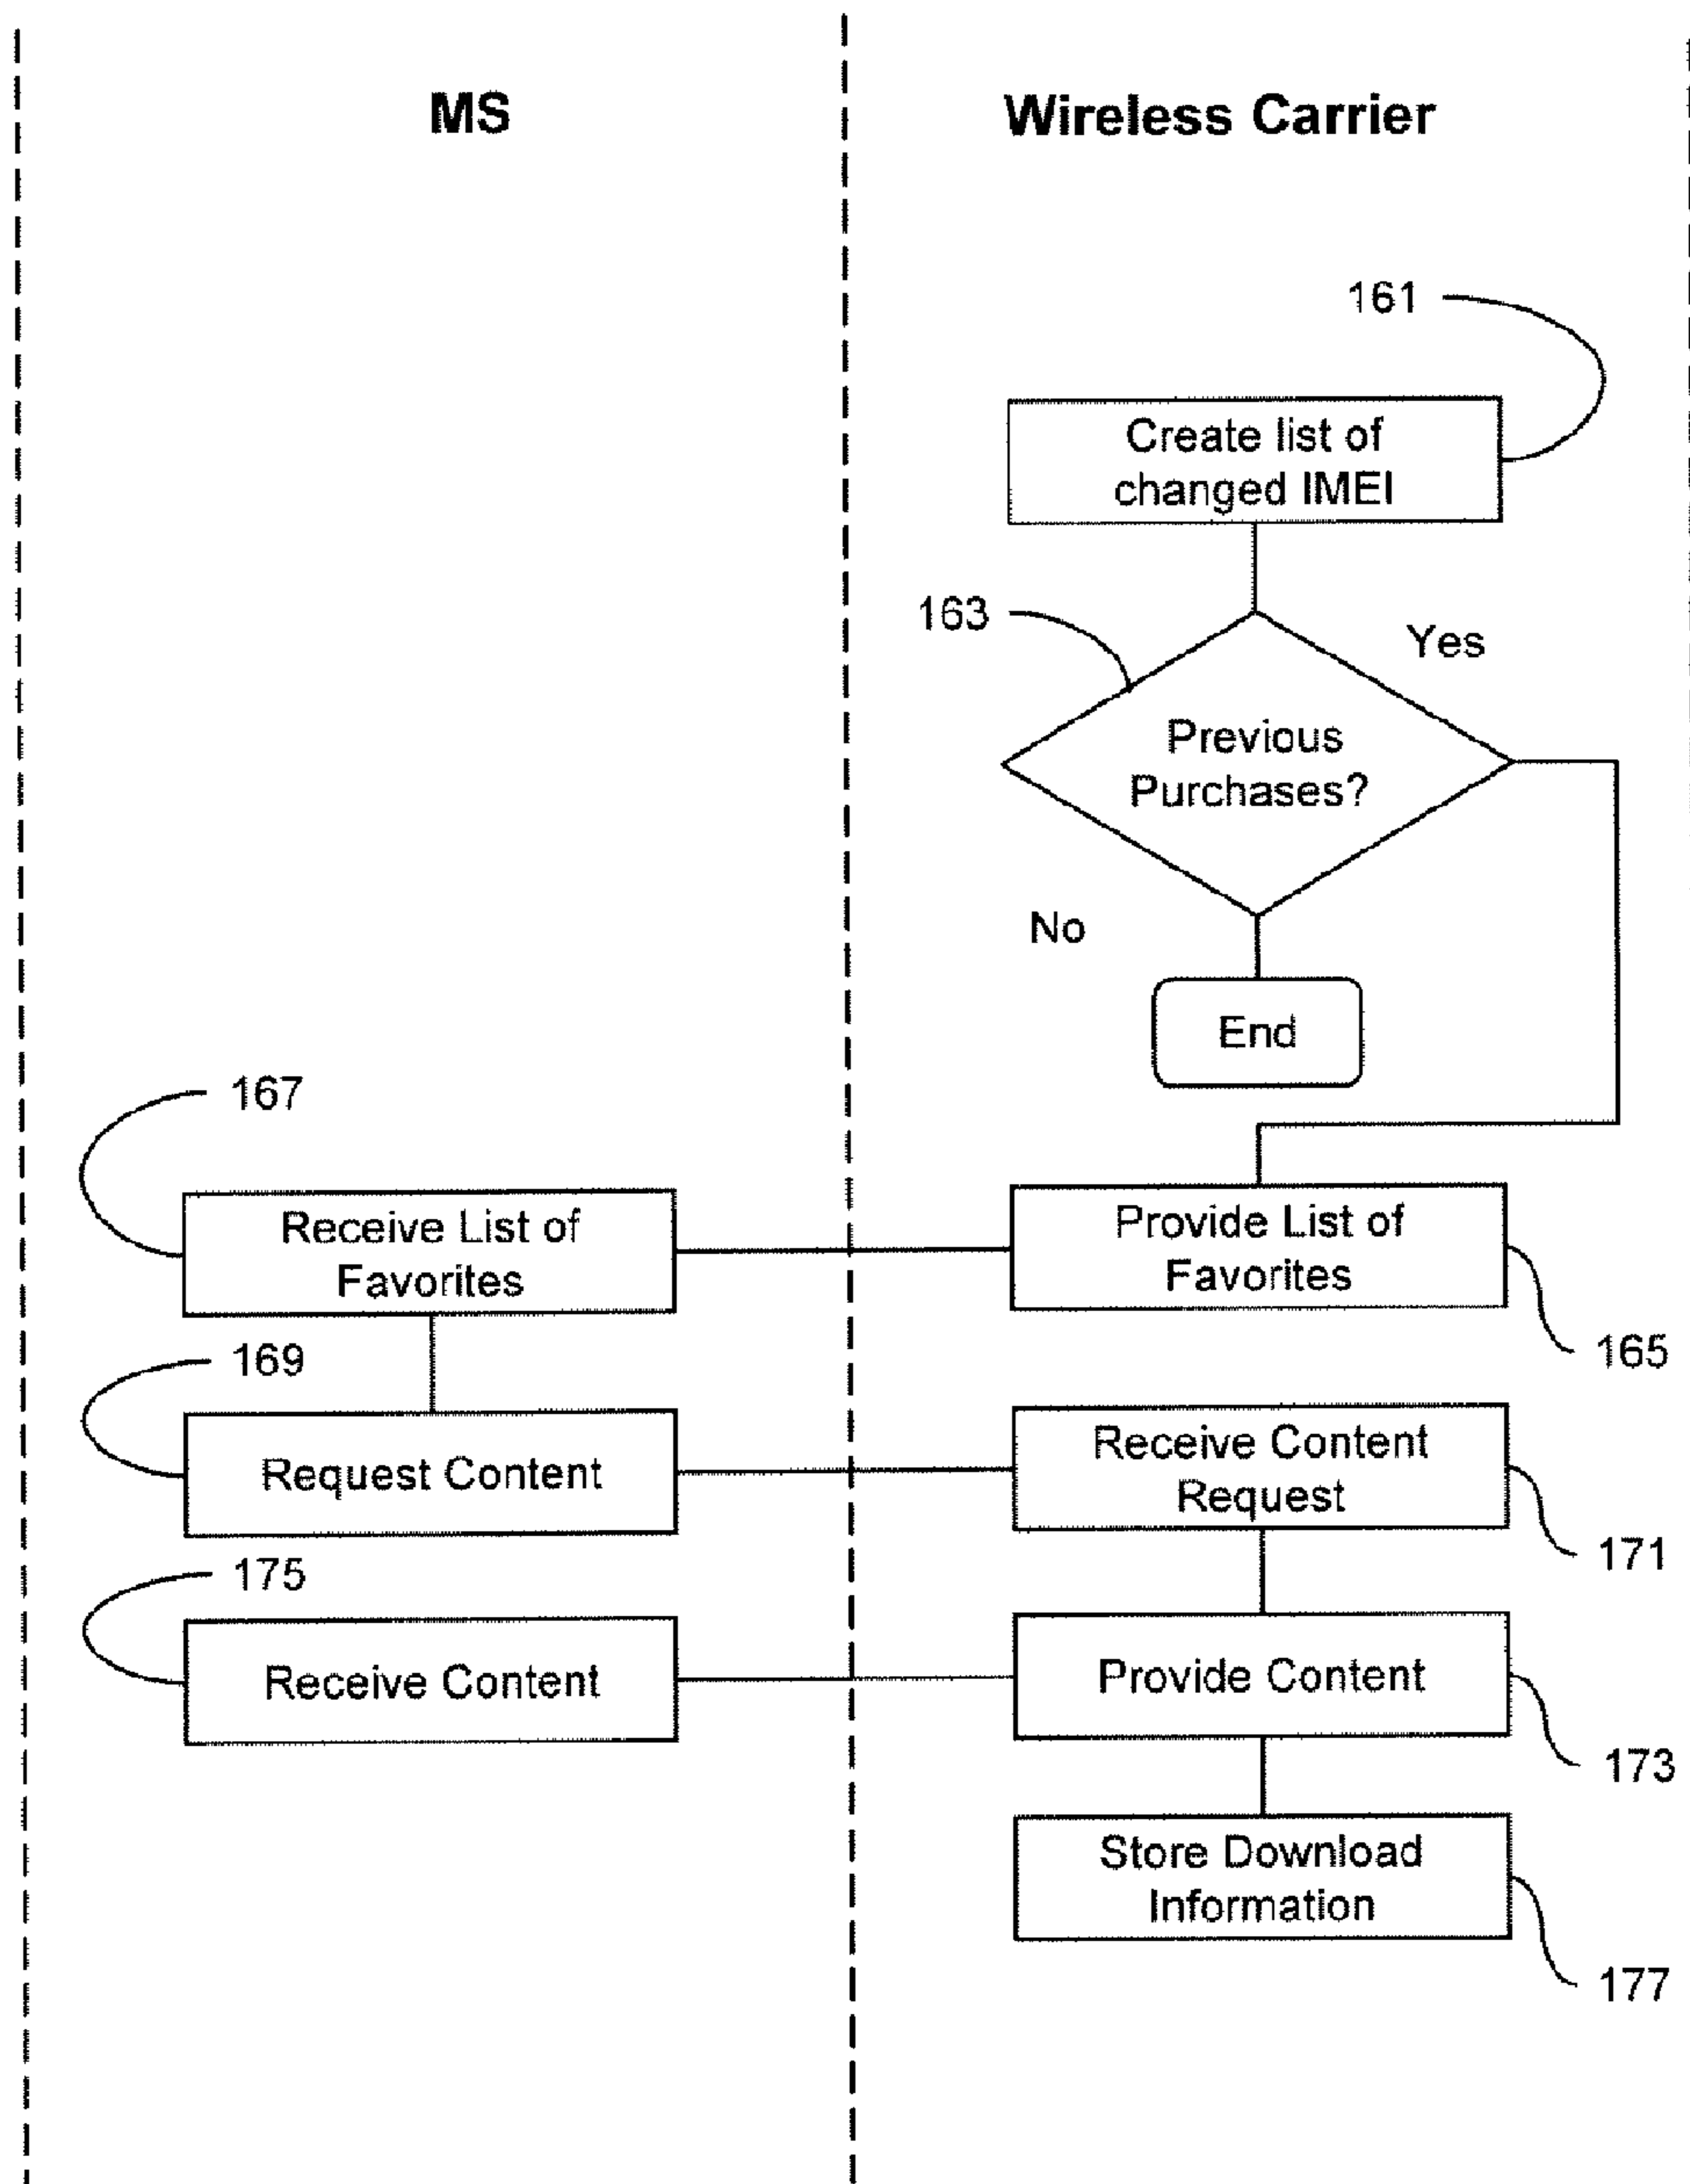 MS
Wireless Carrier
161
Create list of
changed IMEI
163
Yes
Previous
Purchases?
No
End
167
Receive List of
Favorites
Provide List of
Favorites
165
169
Request Content
Receive Content
Request
171
175
Receive Content
Provide Content
173
Store Download
Information
177